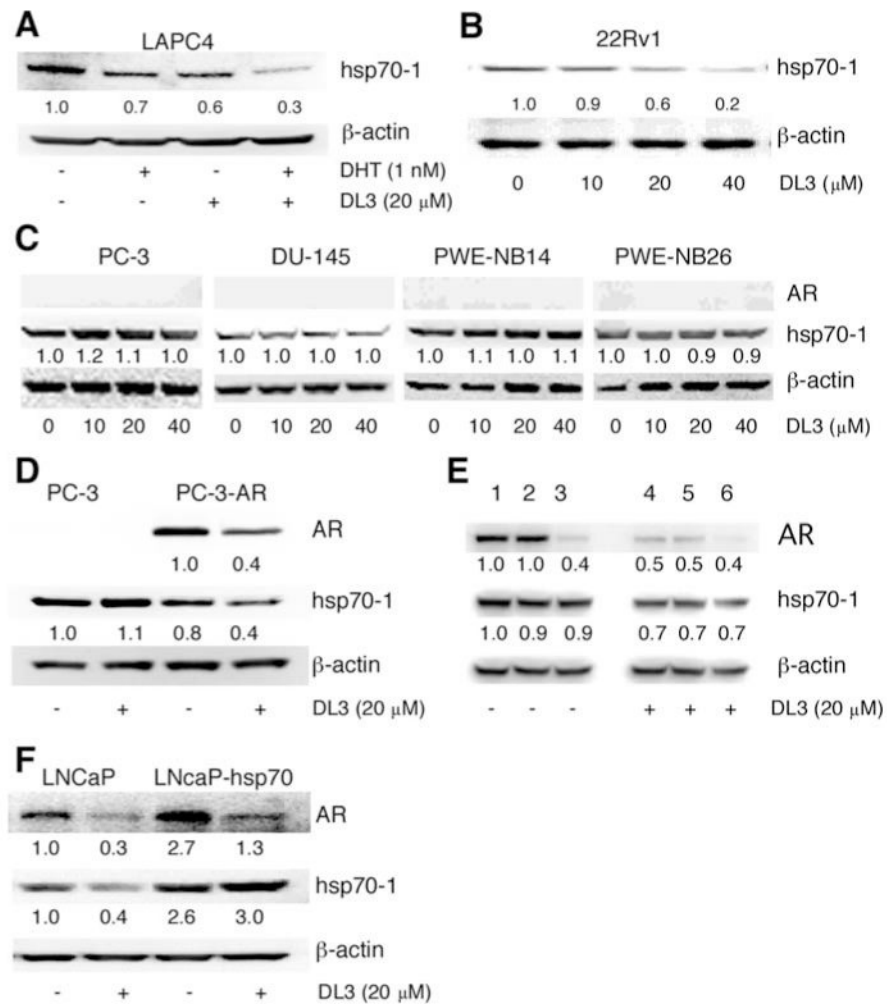 A
LAPC4
hsp70-1
1.0 0.7 0.6 0.3
β-actin
- + - + DHT (1 nM)
- - + + DL3 (20 μM)
B
22Rv1
hsp70-1
1.0 0.9 0.6 0.2
β-actin
0 10 20 40 DL3 (μM)
C
PC-3 DU-145 PWE-NB14 PWE-NB26
AR
hsp70-1
1.0 1.2 1.1 1.0 1.0 1.0 1.0 1.0 1.0 1.1 1.0 1.1 1.0 1.0 0.9 0.9
β-actin
0 10 20 40 0 10 20 40 0 10 20 40 0 10 20 40 DL3 (μM)
D
PC-3 PC-3-AR
AR
1.0 0.4
hsp70-1
1.0 1.1 0.8 0.4
β-actin
- + - + DL3 (20 μM)
E
1 2 3 4 5 6
AR
1.0 1.0 0.4 0.5 0.5 0.4
hsp70-1
1.0 0.9 0.9 0.7 0.7 0.7
β-actin
- - - + + + DL3 (20 μM)
F
LNCaP LNcaP-hsp70
AR
1.0 0.3 2.7 1.3
hsp70-1
1.0 0.4 2.6 3.0
β-actin
- + - + DL3 (20 μM)